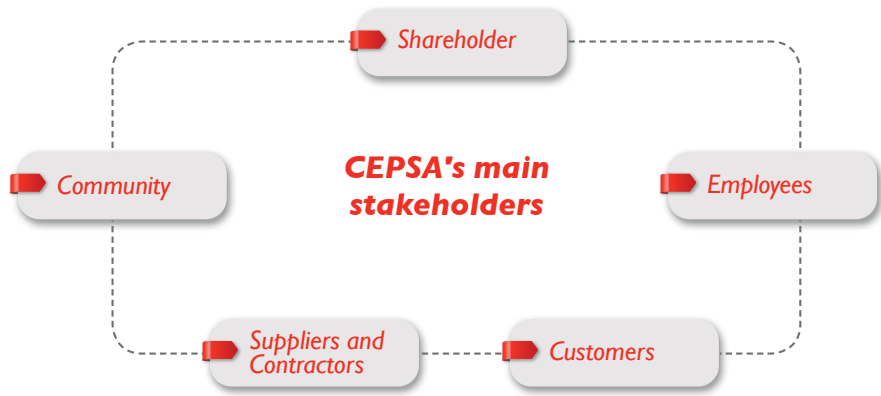 Shareholder
Community
CEPSA's main
stakeholders
Employees
Suppliers and
Contractors
Customers